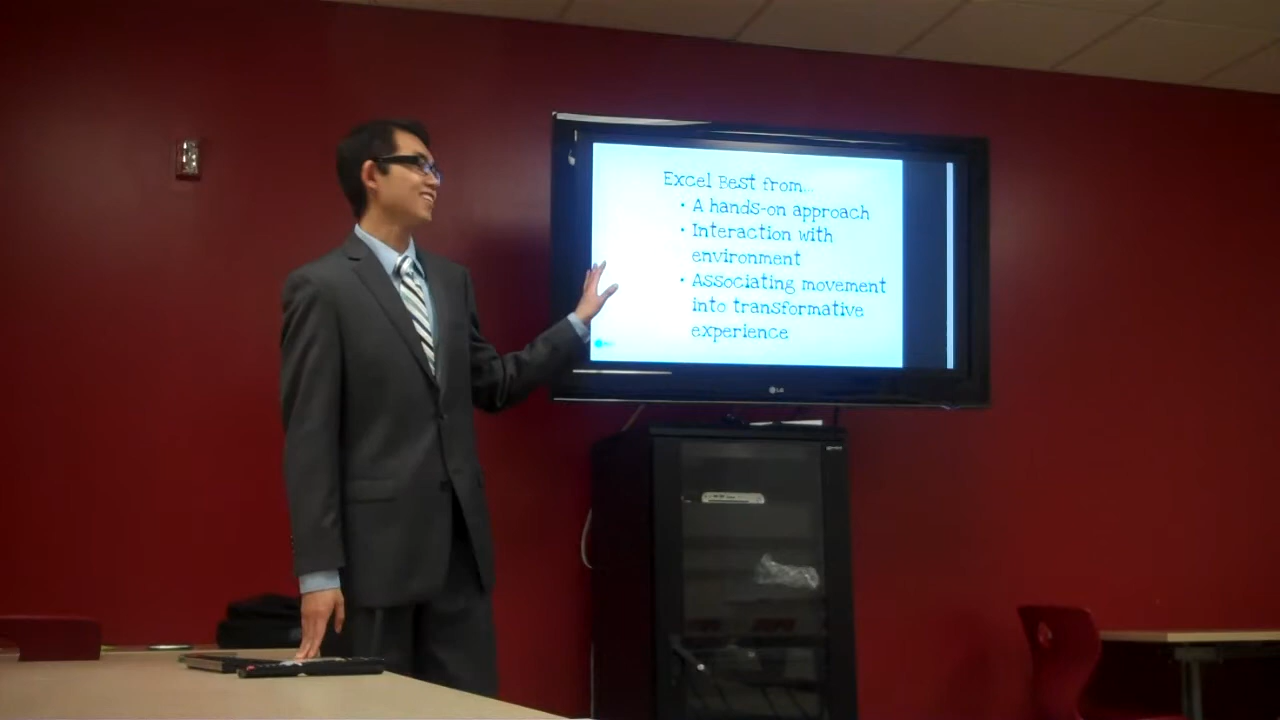 Excel Best from...
• A hands-on approach
• Interaction with
environment
• Associating movement
into transformative
experience
LG